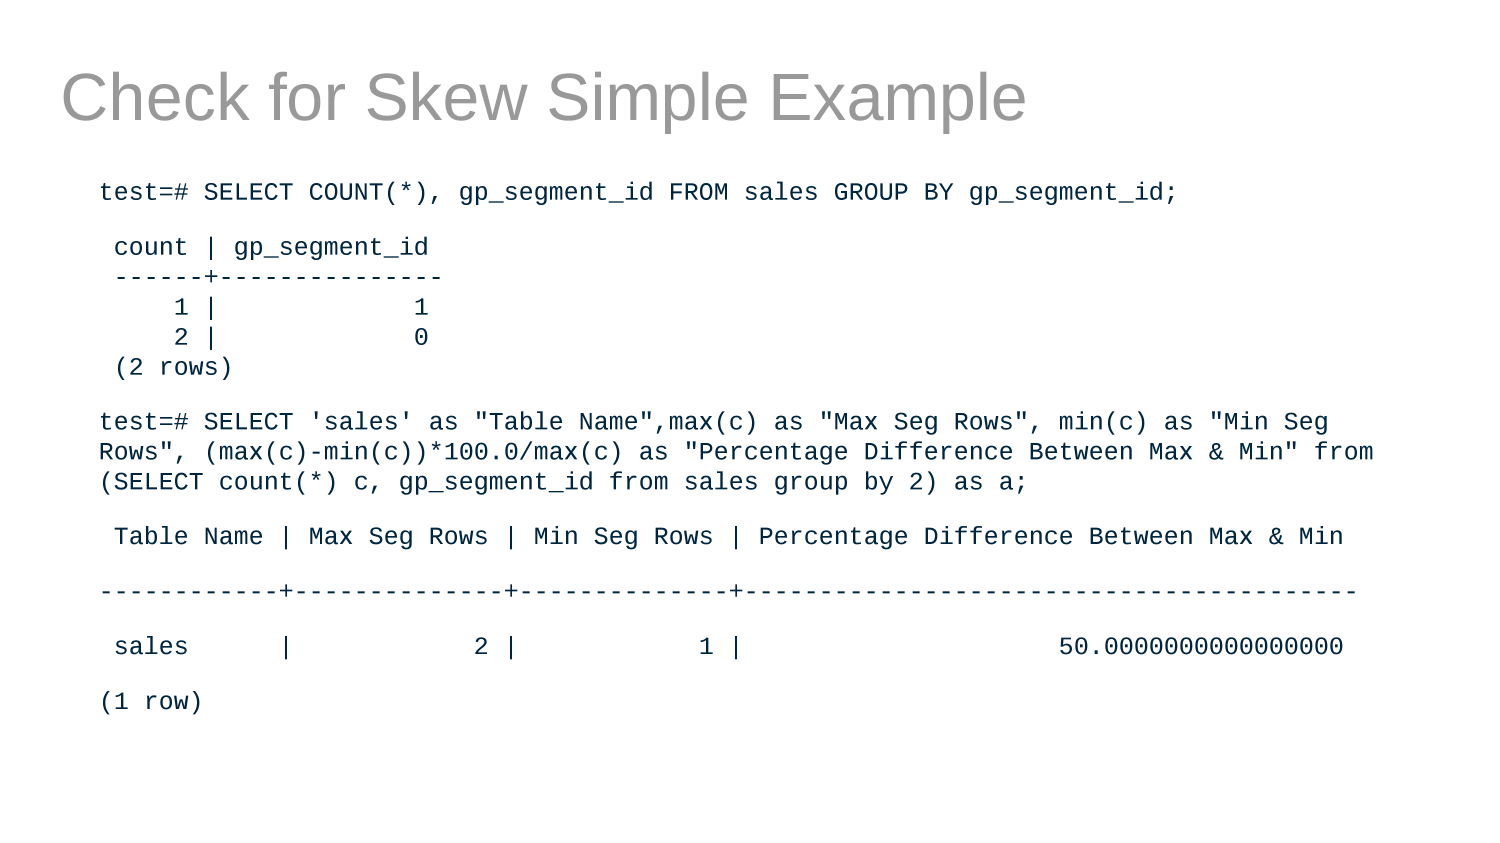 Check for Skew Simple Example
test=# SELECT COUNT(*), gp_segment_id FROM sales GROUP BY gp_segment_id;
 count | gp_segment_id
 ------+---------------
     1 |             1
     2 |             0
 (2 rows)
test=# SELECT 'sales' as "Table Name",max(c) as "Max Seg Rows", min(c) as "Min Seg
Rows", (max(c)-min(c))*100.0/max(c) as "Percentage Difference Between Max & Min" from
(SELECT count(*) c, gp_segment_id from sales group by 2) as a;
 Table Name | Max Seg Rows | Min Seg Rows | Percentage Difference Between Max & Min
------------+--------------+--------------+-----------------------------------------
 sales      |            2 |            1 |                     50.0000000000000000
(1 row)